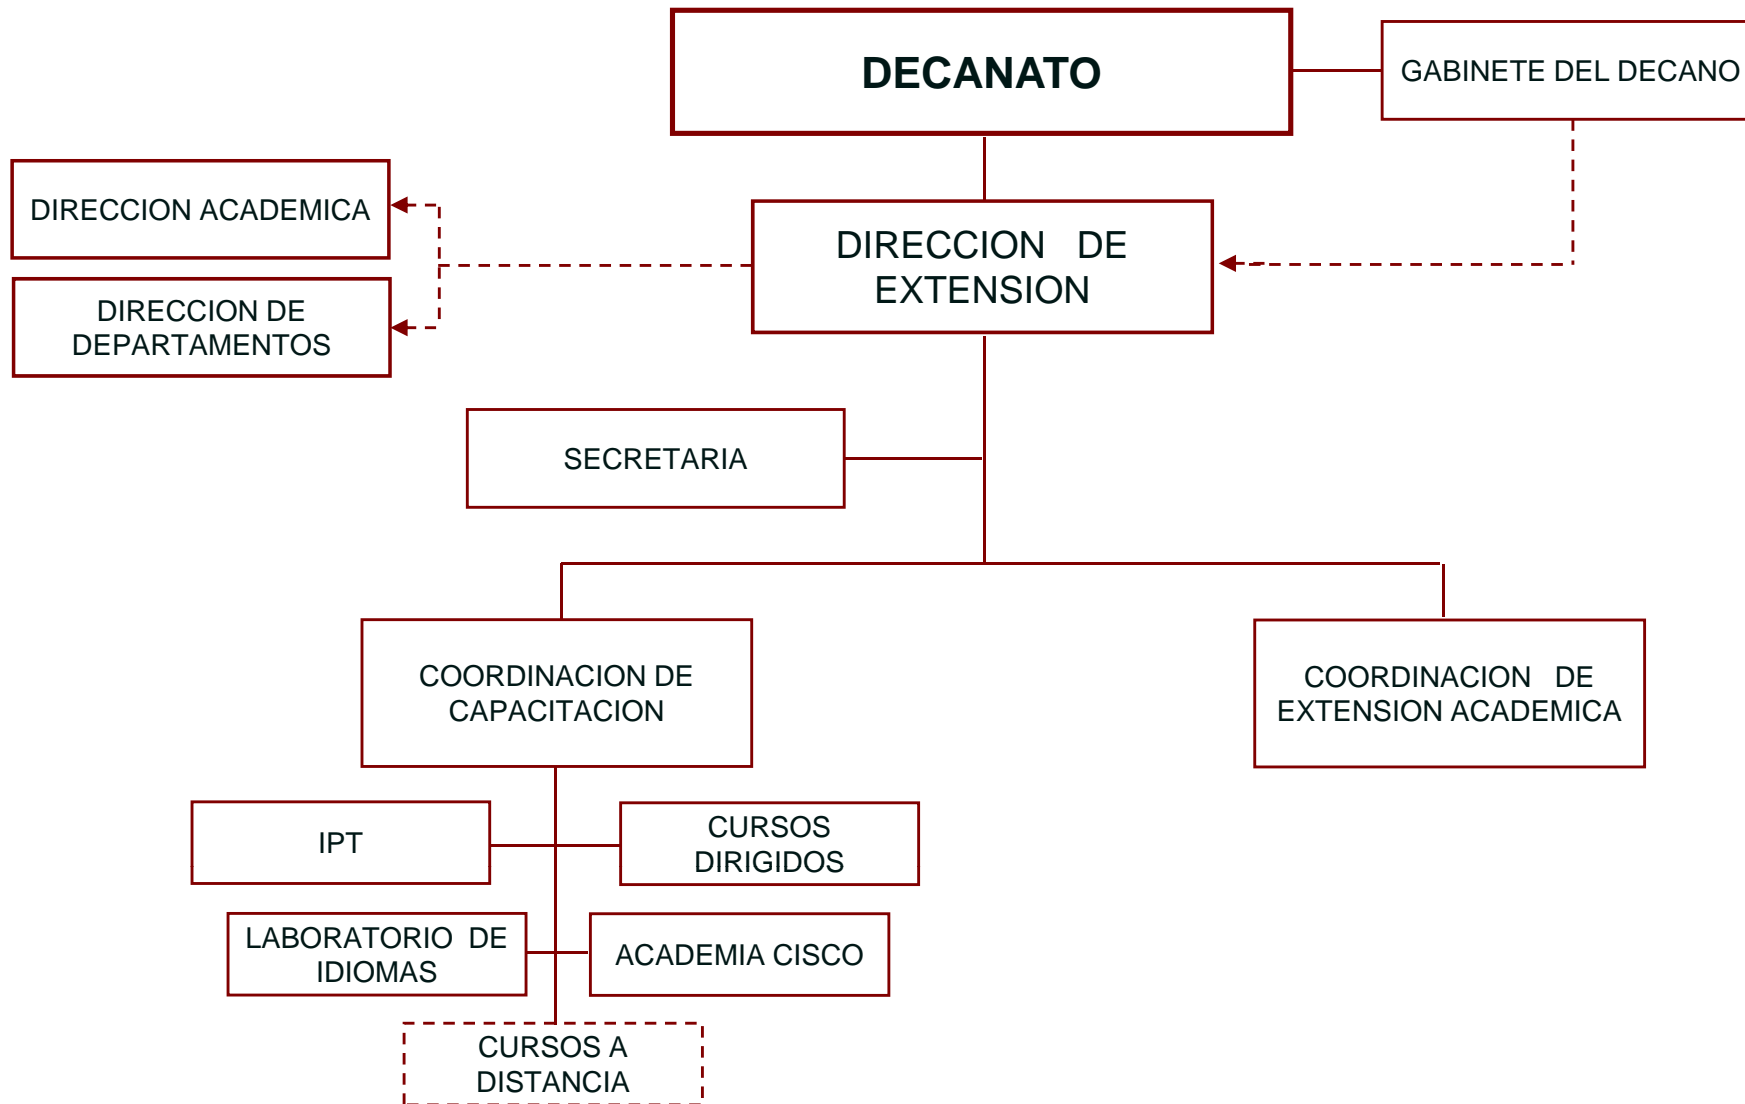 DECANATO
GABINETE DEL DECANO
DIRECCION ACADEMICA
DIRECCION DE
EXTENSION
DIRECCION DE
DEPARTAMENTOS
SECRETARIA
COORDINACION DE
CAPACITACION
COORDINACION DE
EXTENSION ACADEMICA
IPT
CURSOS
DIRIGIDOS
LABORATORIO DE
IDIOMAS
ACADEMIA CISCO
CURSOS A
DISTANCIA